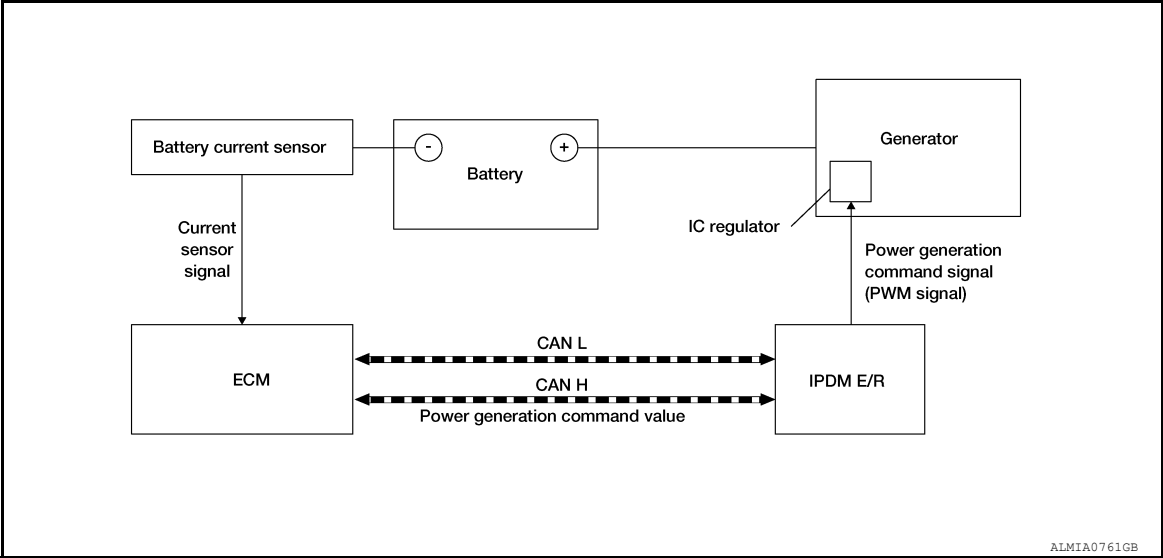 Battery current sensor
-
+
Battery
Generator
IC regulator
Current
sensor
signal
Power generation
command signal
(PWM signal)
ECM
CAN L
CAN H
Power generation command value
IPDM E/R
ALMIA0761GB